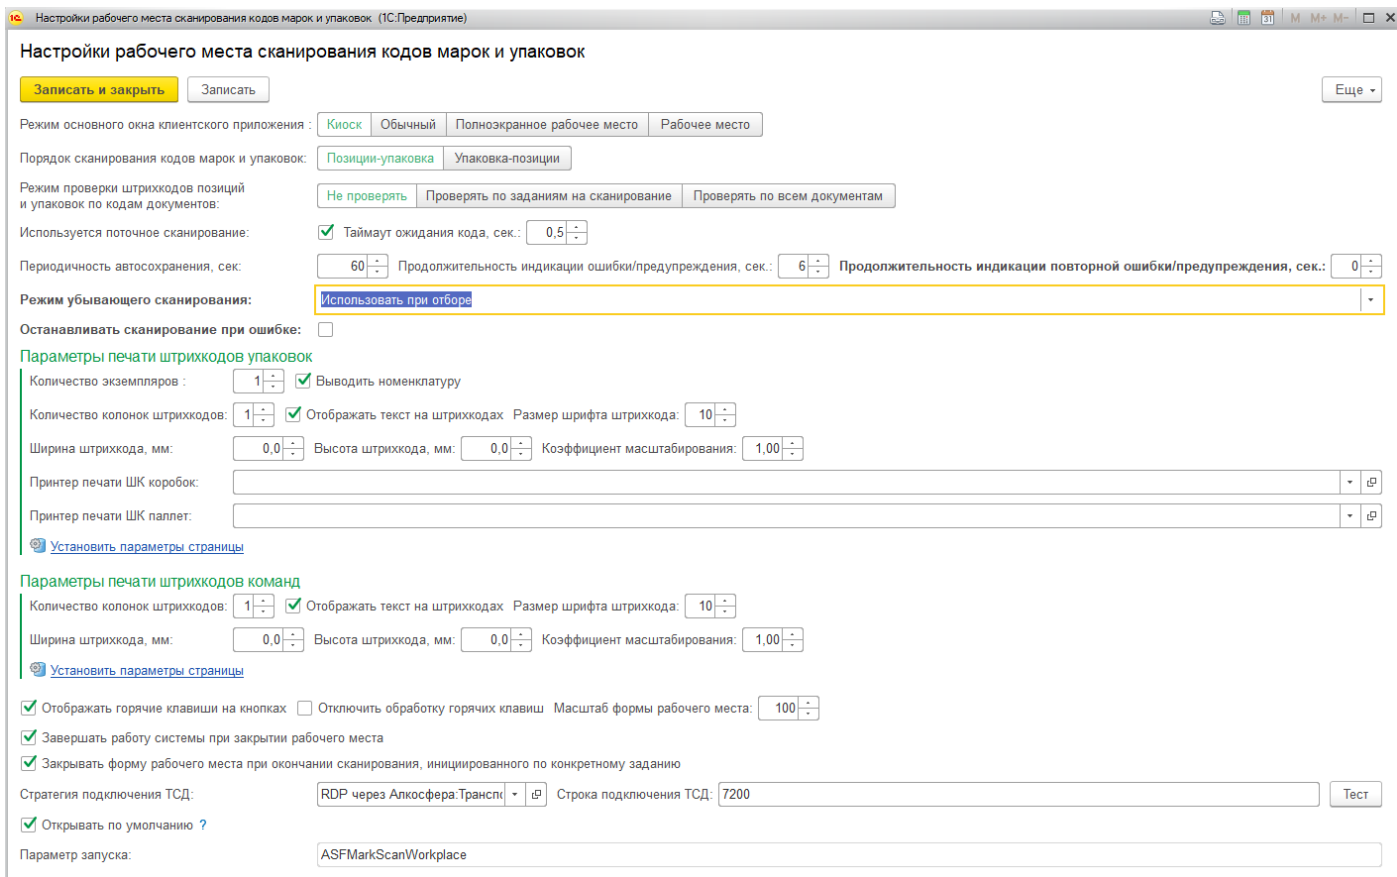 Настройки рабочего места сканирования кодов марок и упаковок (1С:Предприятие) 31 M M+ M-
Настройки рабочего места сканирования кодов марок и упаковок
Записать и закрыть Записать Еще
Режим основного окна клиентского приложения : Киоск Обычный Полноэкранное рабочее место Рабочее место
Порядок сканирования кодов марок и упаковок: Позиции-упаковка Упаковка-позиции
Режим проверки штрихкодов позиций
и упаковок по кодам документов: Не проверять Проверять по заданиям на сканирование Проверять по всем документам
Используется поточное сканирование: Таймаут ожидания кода, сек.: 0,5
Периодичность автосохранения, сек: 60 Продолжительность индикации ошибки/предупреждения, сек.: 6 Продолжительность индикации повторной ошибки/предупреждения, сек.: 0
Режим убывающего сканирования: Использовать при отборе
Останавливать сканирование при ошибке:
Параметры печати штрихкодов упаковок
Количество экземпляров : 1 Выводить номенклатуру
Количество колонок штрихкодов: 1 Отображать текст на штрихкодах Размер шрифта штрихкода: 10
Ширина штрихкода, мм: 0,0 Высота штрихкода, мм: 0,0 Коэффициент масштабирования: 1,00
Принтер печати ШК коробок:
Принтер печати ШК паллет:
Установить параметры страницы
Параметры печати штрихкодов команд
Количество колонок штрихкодов: 1 Отображать текст на штрихкодах Размер шрифта штрихкода: 10
Ширина штрихкода, мм: 0,0 Высота штрихкода, мм: 0,0 Коэффициент масштабирования: 1,00
Установить параметры страницы
Отображать горячие клавиши на кнопках Отключить обработку горячих клавиш Масштаб формы рабочего места: 100
Завершать работу системы при закрытии рабочего места
Закрывать форму рабочего места при окончании сканирования, инициированного по конкретному заданию
Стратегия подключения ТСД: RDP через Алкосфера:Транспо Строка подключения ТСД: 7200 Тест
Открывать по умолчанию ?
Параметр запуска: ASFMarkScanWorkplace